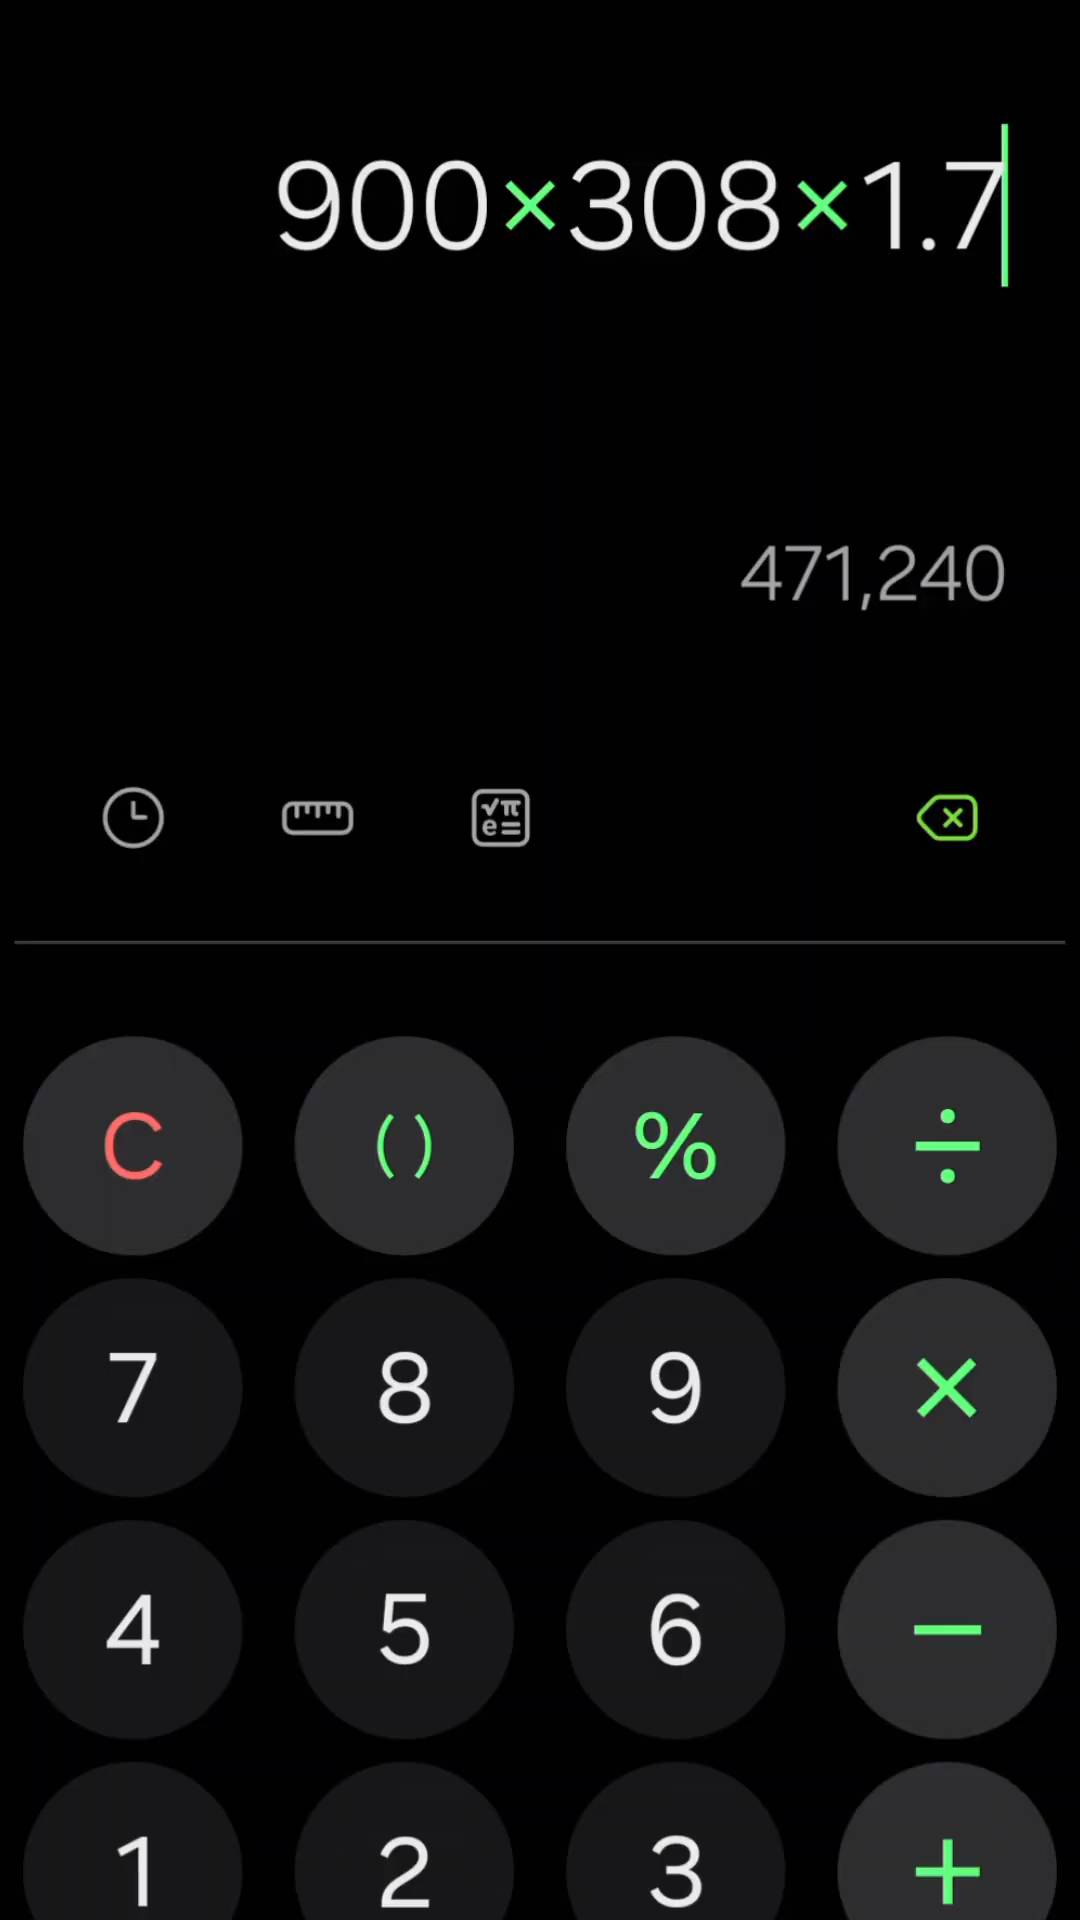 900×308×1.7
471,240
√π
e=
C ( ) % ÷
7 8 9 ×
4 5 6 −
1 2 3 +